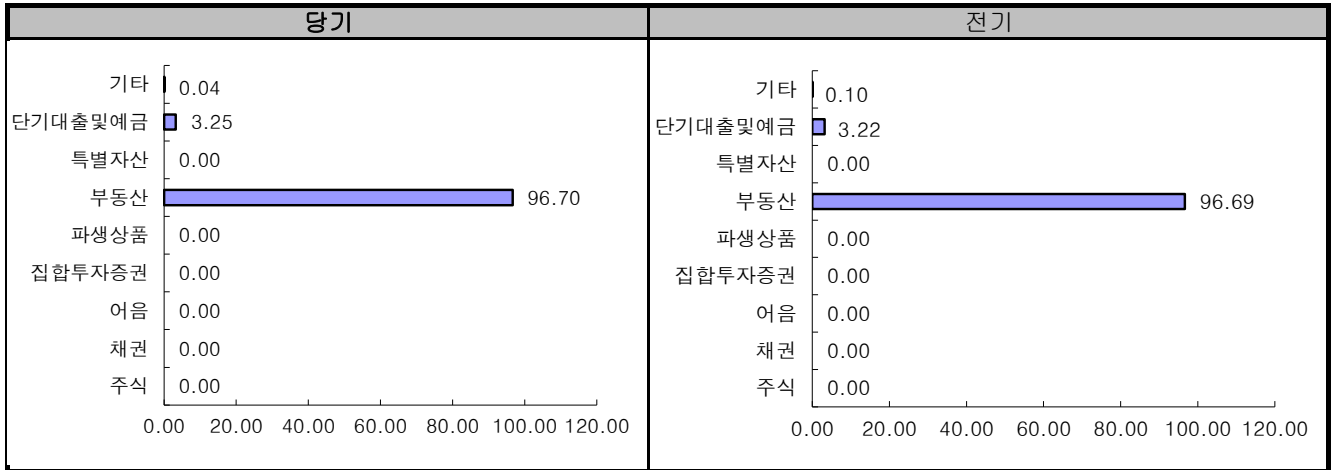 당기
기타 0.04
단기대출및예금 3.25
특별자산 0.00
부동산 96.70
파생상품 0.00
집합투자증권 0.00
어음 0.00
채권 0.00
주식 0.00
0.00 20.00 40.00 60.00 80.00 100.00 120.00
전기
기타 0.10
단기대출및예금 3.22
특별자산 0.00
부동산 96.69
파생상품 0.00
집합투자증권 0.00
어음 0.00
채권 0.00
주식 0.00
0.00 20.00 40.00 60.00 80.00 100.00 120.00